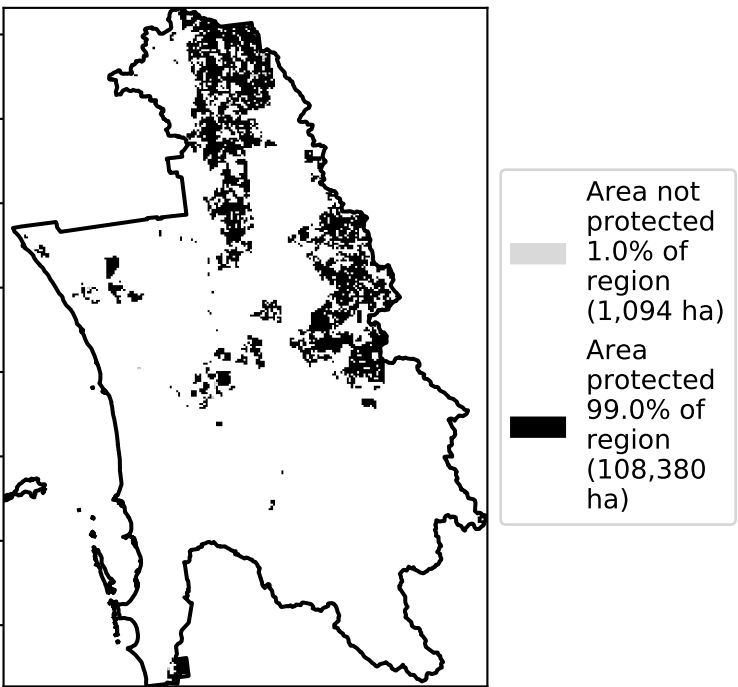 Area not
protected
1.0% of
region
(1,094 ha)
Area
protected
99.0% of
region
(108,380
ha)